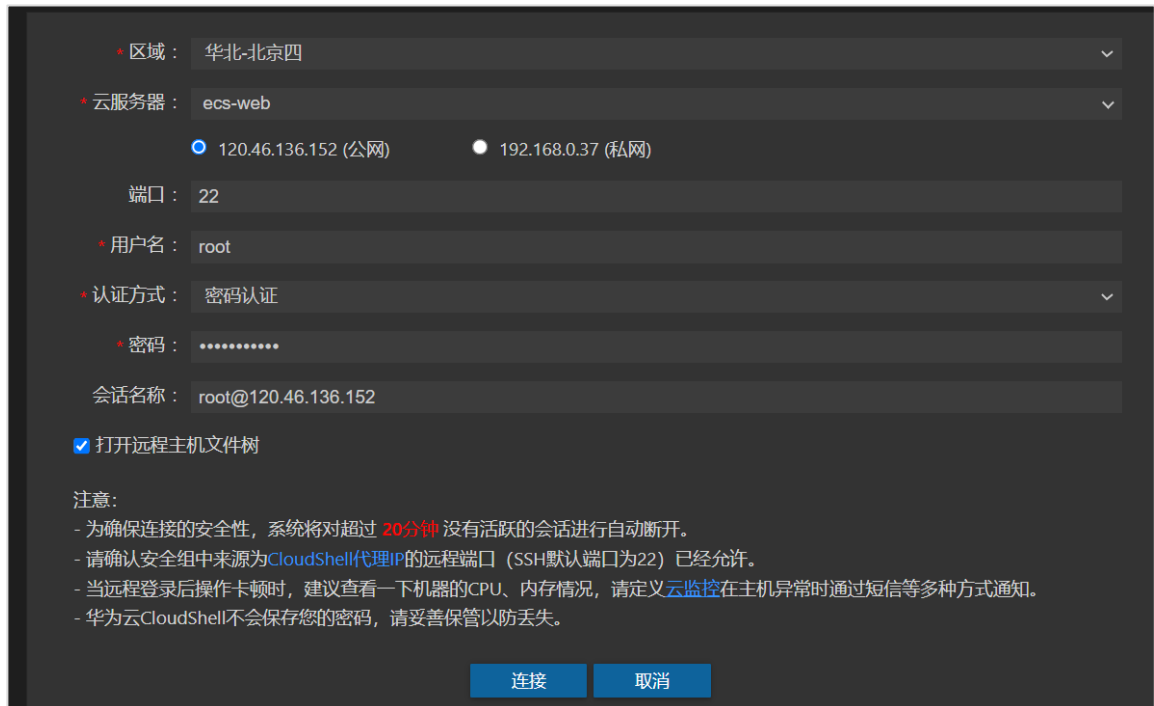 * 区域： 华北-北京四
* 云服务器： ecs-web
120.46.136.152 (公网) 192.168.0.37 (私网)
端口： 22
* 用户名： root
* 认证方式： 密码认证
* 密码： •••••••••••
会话名称： root@120.46.136.152
打开远程主机文件树
注意:
- 为确保连接的安全性，系统将对超过 20分钟 没有活跃的会话进行自动断开。
- 请确认安全组中来源为CloudShell代理IP的远程端口（SSH默认端口为22）已经允许。
- 当远程登录后操作卡顿时，建议查看一下机器的CPU、内存情况，请定义云监控在主机异常时通过短信等多种方式通知。
- 华为云CloudShell不会保存您的密码，请妥善保管以防丢失。
连接 取消